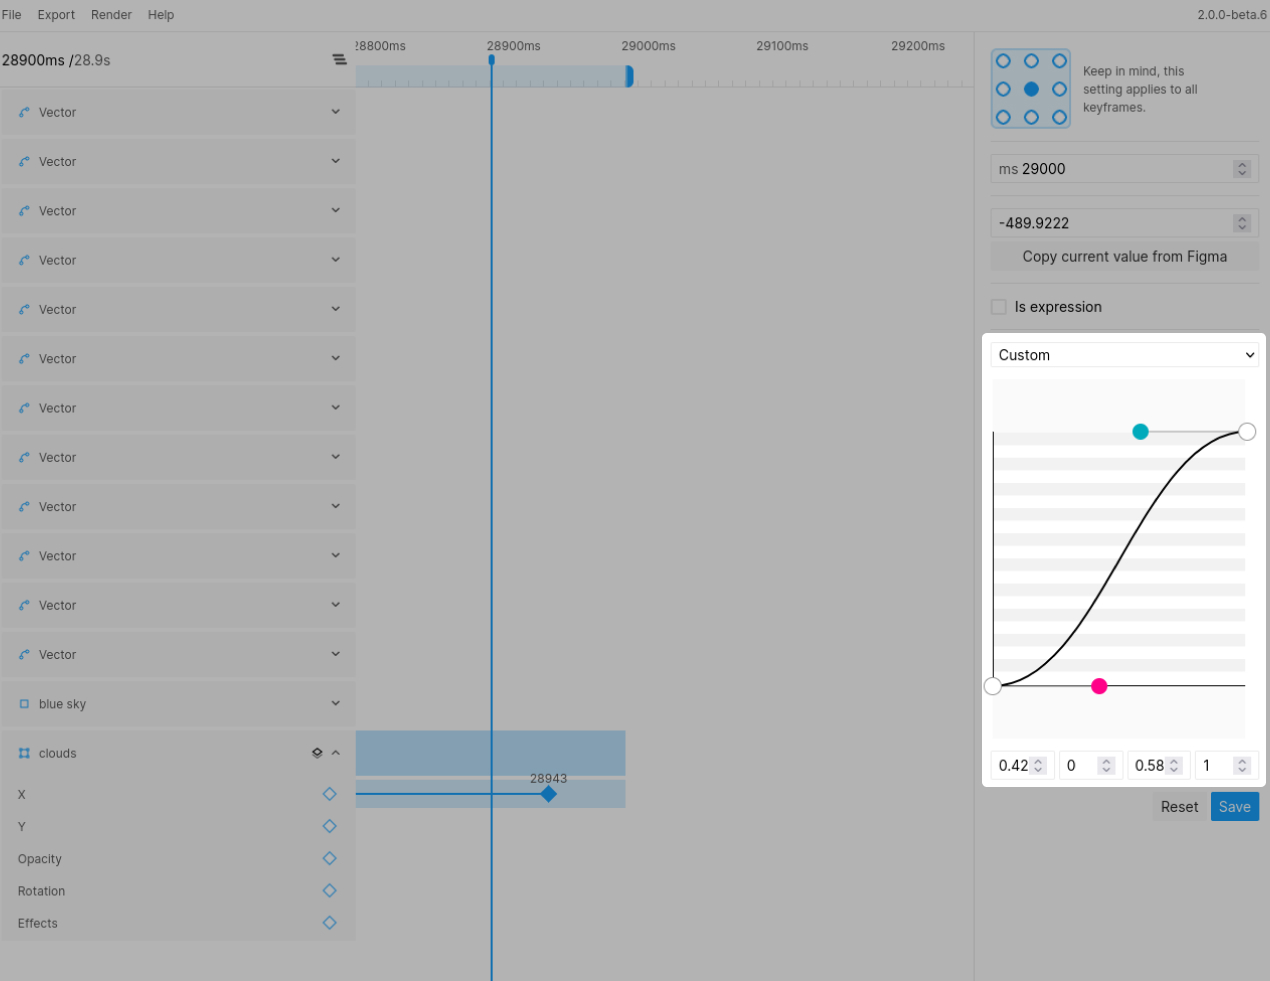 File Export Render Help 2.0.0-beta.6
28900ms /28.9s
28800ms 28900ms 29000ms 29100ms 29200ms
Vector
Vector
Vector
Vector
Vector
Vector
Vector
Vector
Vector
Vector
Vector
Vector
blue sky
clouds
28943
X
Y
Opacity
Rotation
Effects
Keep in mind, this
setting applies to all
keyframes.
ms 29000
-489.9222
Copy current value from Figma
Is expression
Custom
0.42 0 0.58 1
Reset Save